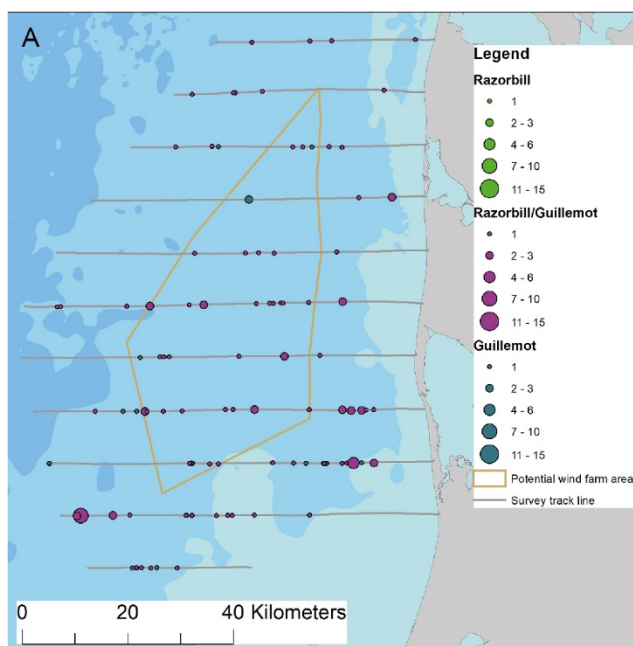 A
Legend
Razorbill
1
2 - 3
4 - 6
7 - 10
11 - 15
Razorbill/Guillemot
1
2 - 3
4 - 6
7 - 10
11 - 15
Guillemot
1
2 - 3
4 - 6
7 - 10
11 - 15
Potential wind farm area
Survey track line
0 20 40 Kilometers